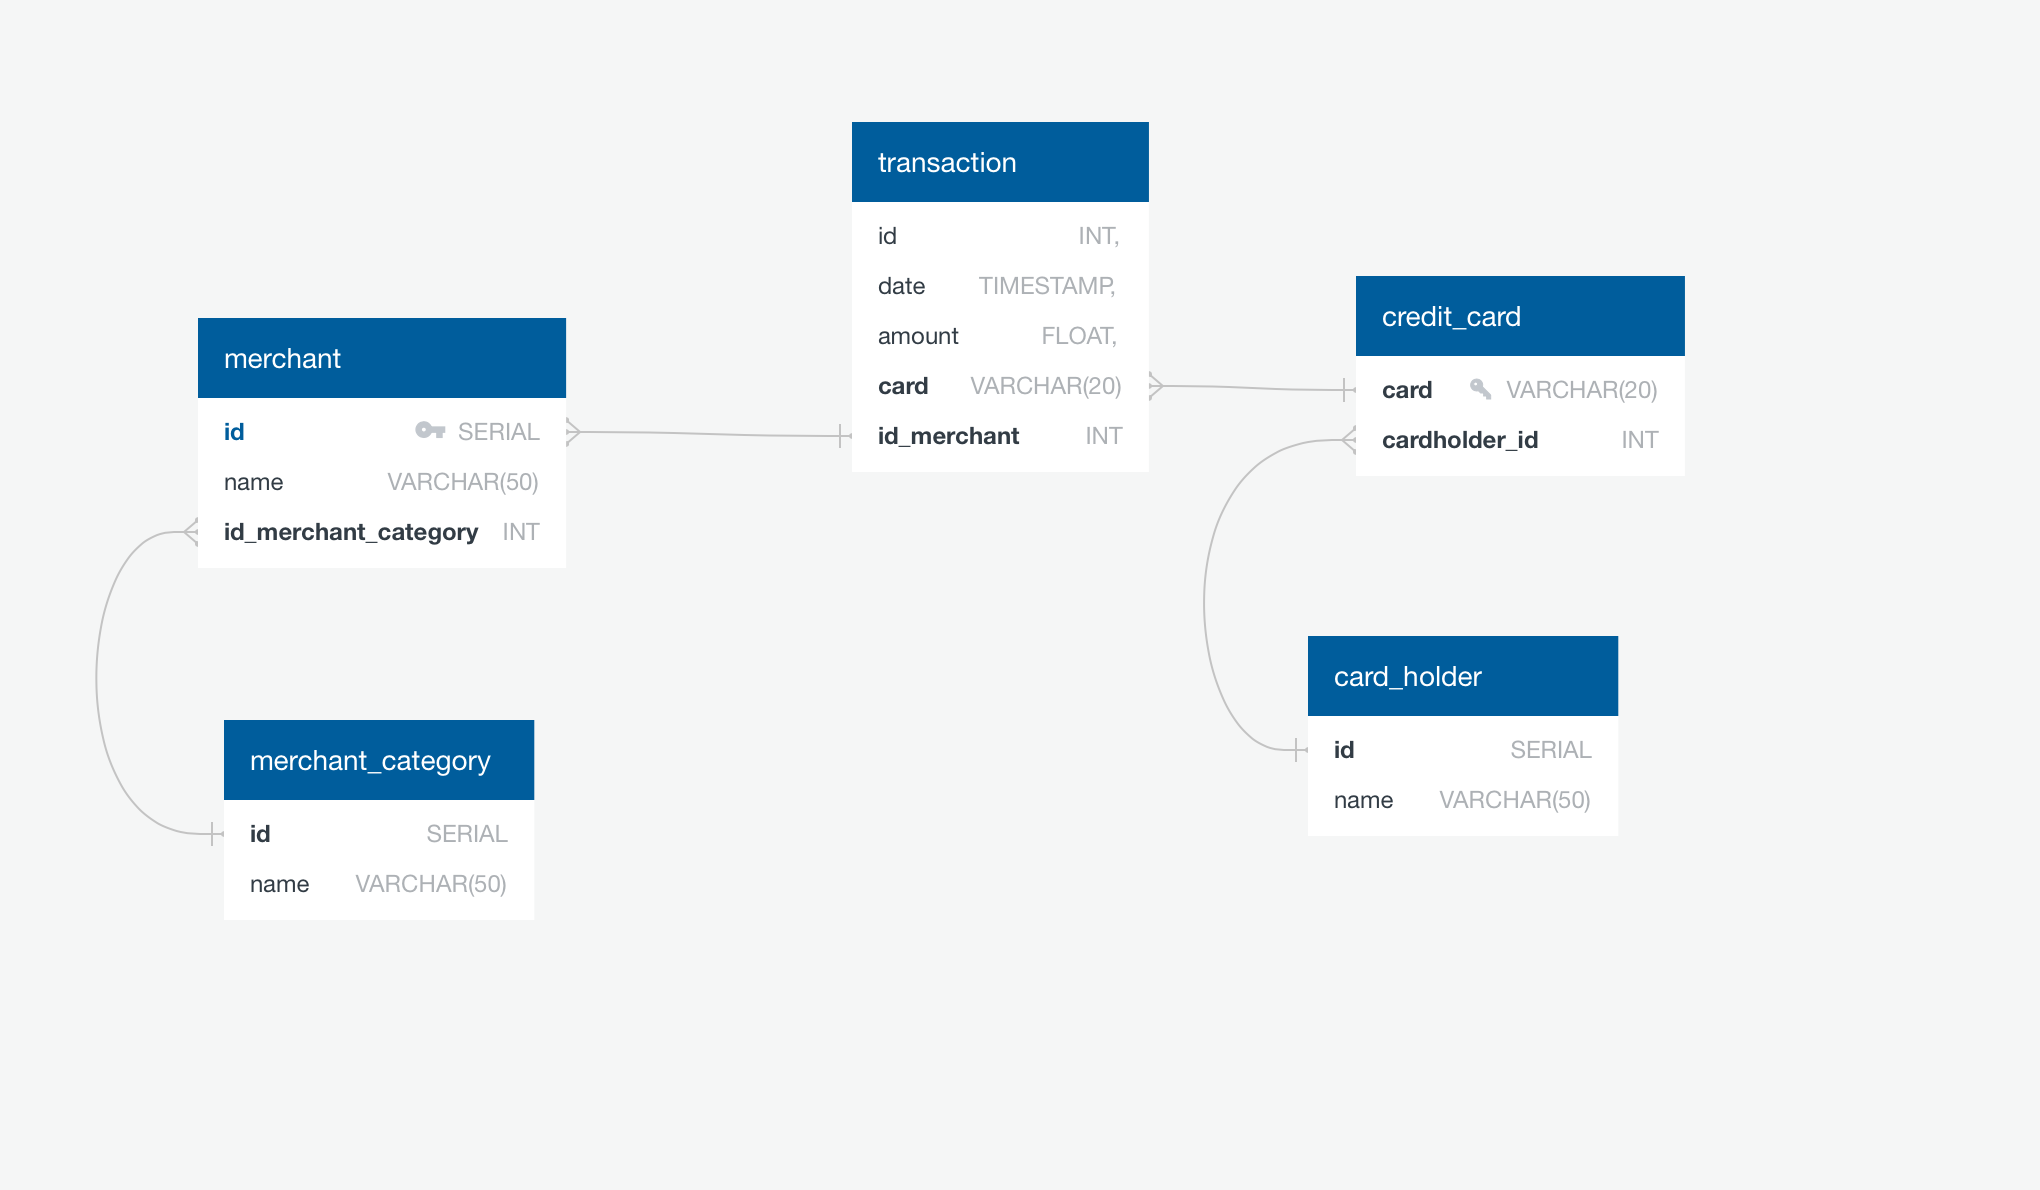 transaction
id INT,
date TIMESTAMP,
amount FLOAT,
card VARCHAR(20)
id_merchant INT
merchant
id SERIAL
name VARCHAR(50)
id_merchant_category INT
credit_card
card VARCHAR(20)
cardholder_id INT
merchant_category
id SERIAL
name VARCHAR(50)
card_holder
id SERIAL
name VARCHAR(50)